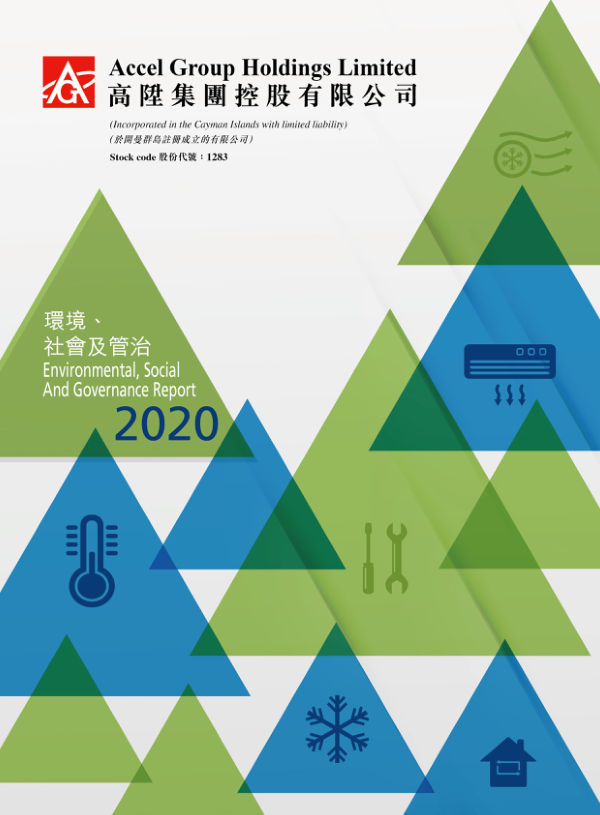 AGA
Accel Group Holdings Limited
高陞集團控股有限公司
(Incorporated in the Cayman Islands with limited liability)
(於開曼群島註冊成立的有限公司)
Stock code 股份代號：1283
環境、
社會及管治
Environmental, Social
And Governance Report
2020